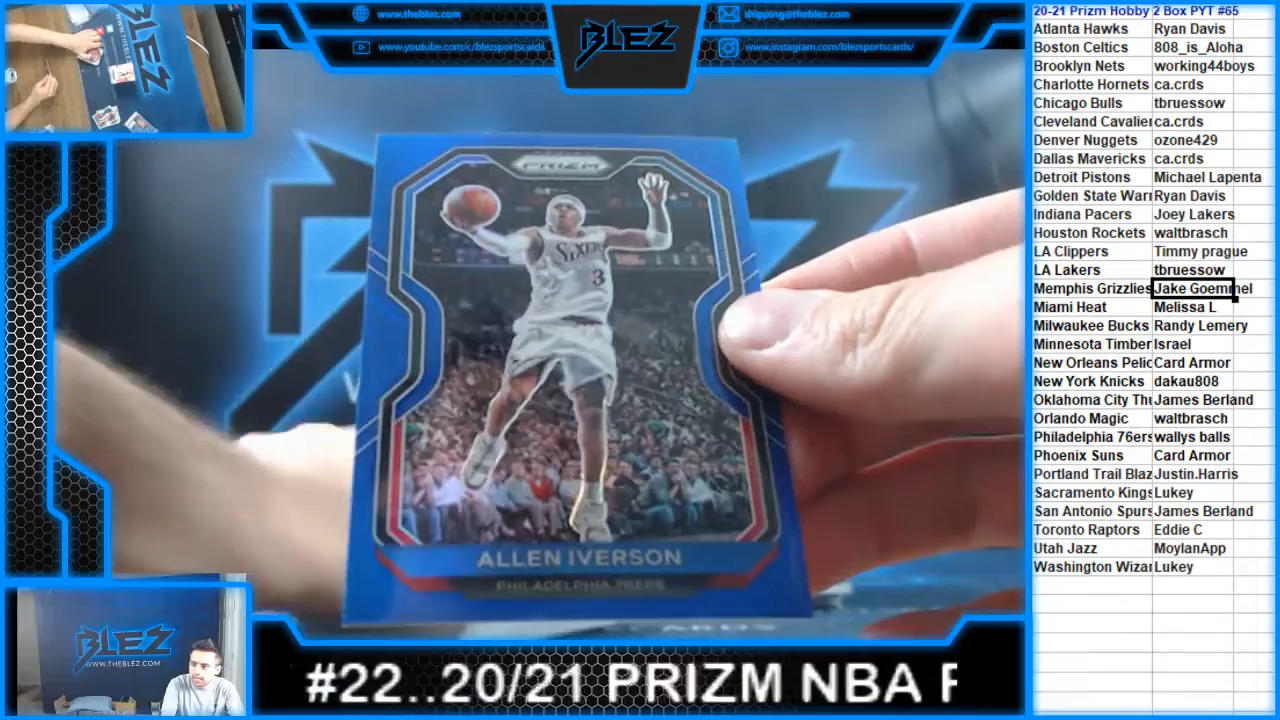 www.theblez.com
www.youtube.com/c/blezsportscards
BLEZ
shipping@theblez.com
www.instagram.com/blezsportscards/
20-21 Prizm Hobby 2 Box PYT #65
Atlanta Hawks Ryan Davis
Boston Celtics 808_is_Aloha
Brooklyn Nets working44boys
Charlotte Hornets ca.crds
Chicago Bulls tbruessow
Cleveland Cavalier ca.crds
Denver Nuggets ozone429
Dallas Mavericks ca.crds
Detroit Pistons Michael Lapenta
Golden State Warr Ryan Davis
Indiana Pacers Joey Lakers
Houston Rockets waltbrasch
LA Clippers Timmy prague
LA Lakers tbruessow
Memphis Grizzlies Jake Goemmel
Miami Heat Melissa L
Milwaukee Bucks Randy Lemery
Minnesota Timber Israel
New Orleans Pelic Card Armor
New York Knicks dakau808
Oklahoma City Thu James Berland
Orlando Magic waltbrasch
Philadelphia 76ers wallys balls
Phoenix Suns Card Armor
Portland Trail Blaz Justin.Harris
Sacramento Kings Lukey
San Antonio Spurs James Berland
Toronto Raptors Eddie C
Utah Jazz MoylanApp
Washington Wizar Lukey
PRIZM
SIXERS
3
ALLEN IVERSON
PHILADELPHIA 76ERS
CARDS
BLEZ
BLEZ
WWW.THEBLEZ.COM
#22..20/21 PRIZM NBA